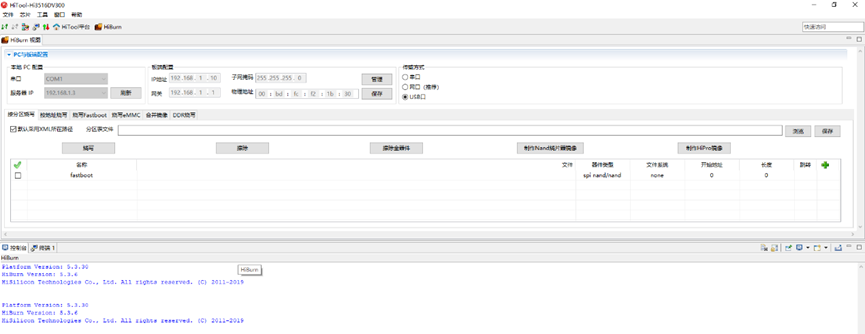 HiTool-Hi3516DV300
文件 芯片 工具 窗口 帮助
HiTool平台 HiBurn
快速访问
HiBurn 视图
PC与板端配置
本地 PC 配置
板端配置
传输方式
串口 COM1
IP地址 192.168 . 1 . 10
子网掩码 255.255.255. 0
管理
串口
服务器 IP 192.168.1.3
刷新
网关 192.168 . 1 . 1
物理地址 00 : bd : fc : f2 : 1b : 30
保存
网口（推荐）
USB口
按分区烧写 按地址烧写 烧写Fastboot 烧写eMMC 合并镜像 DDR烧写
默认采用XML所在路径 分区表文件
浏览 保存
烧写 擦除 擦除全器件 制作Nand烧片器镜像 制作HiPro镜像
名称 文件 器件类型 文件系统 开始地址 长度
fastboot spi nand/nand none 0 0
控制台 终端 1
HiBurn
Platform Version: 5.3.30
HiBurn
HiBurn Version: 5.3.6
HiSilicon Technologies Co., Ltd. All rights reserved. (C) 2011-2019
Platform Version: 5.3.30
HiBurn Version: 5.3.6
HiSilicon Technologies Co., Ltd. All rights reserved. (C) 2011-2019